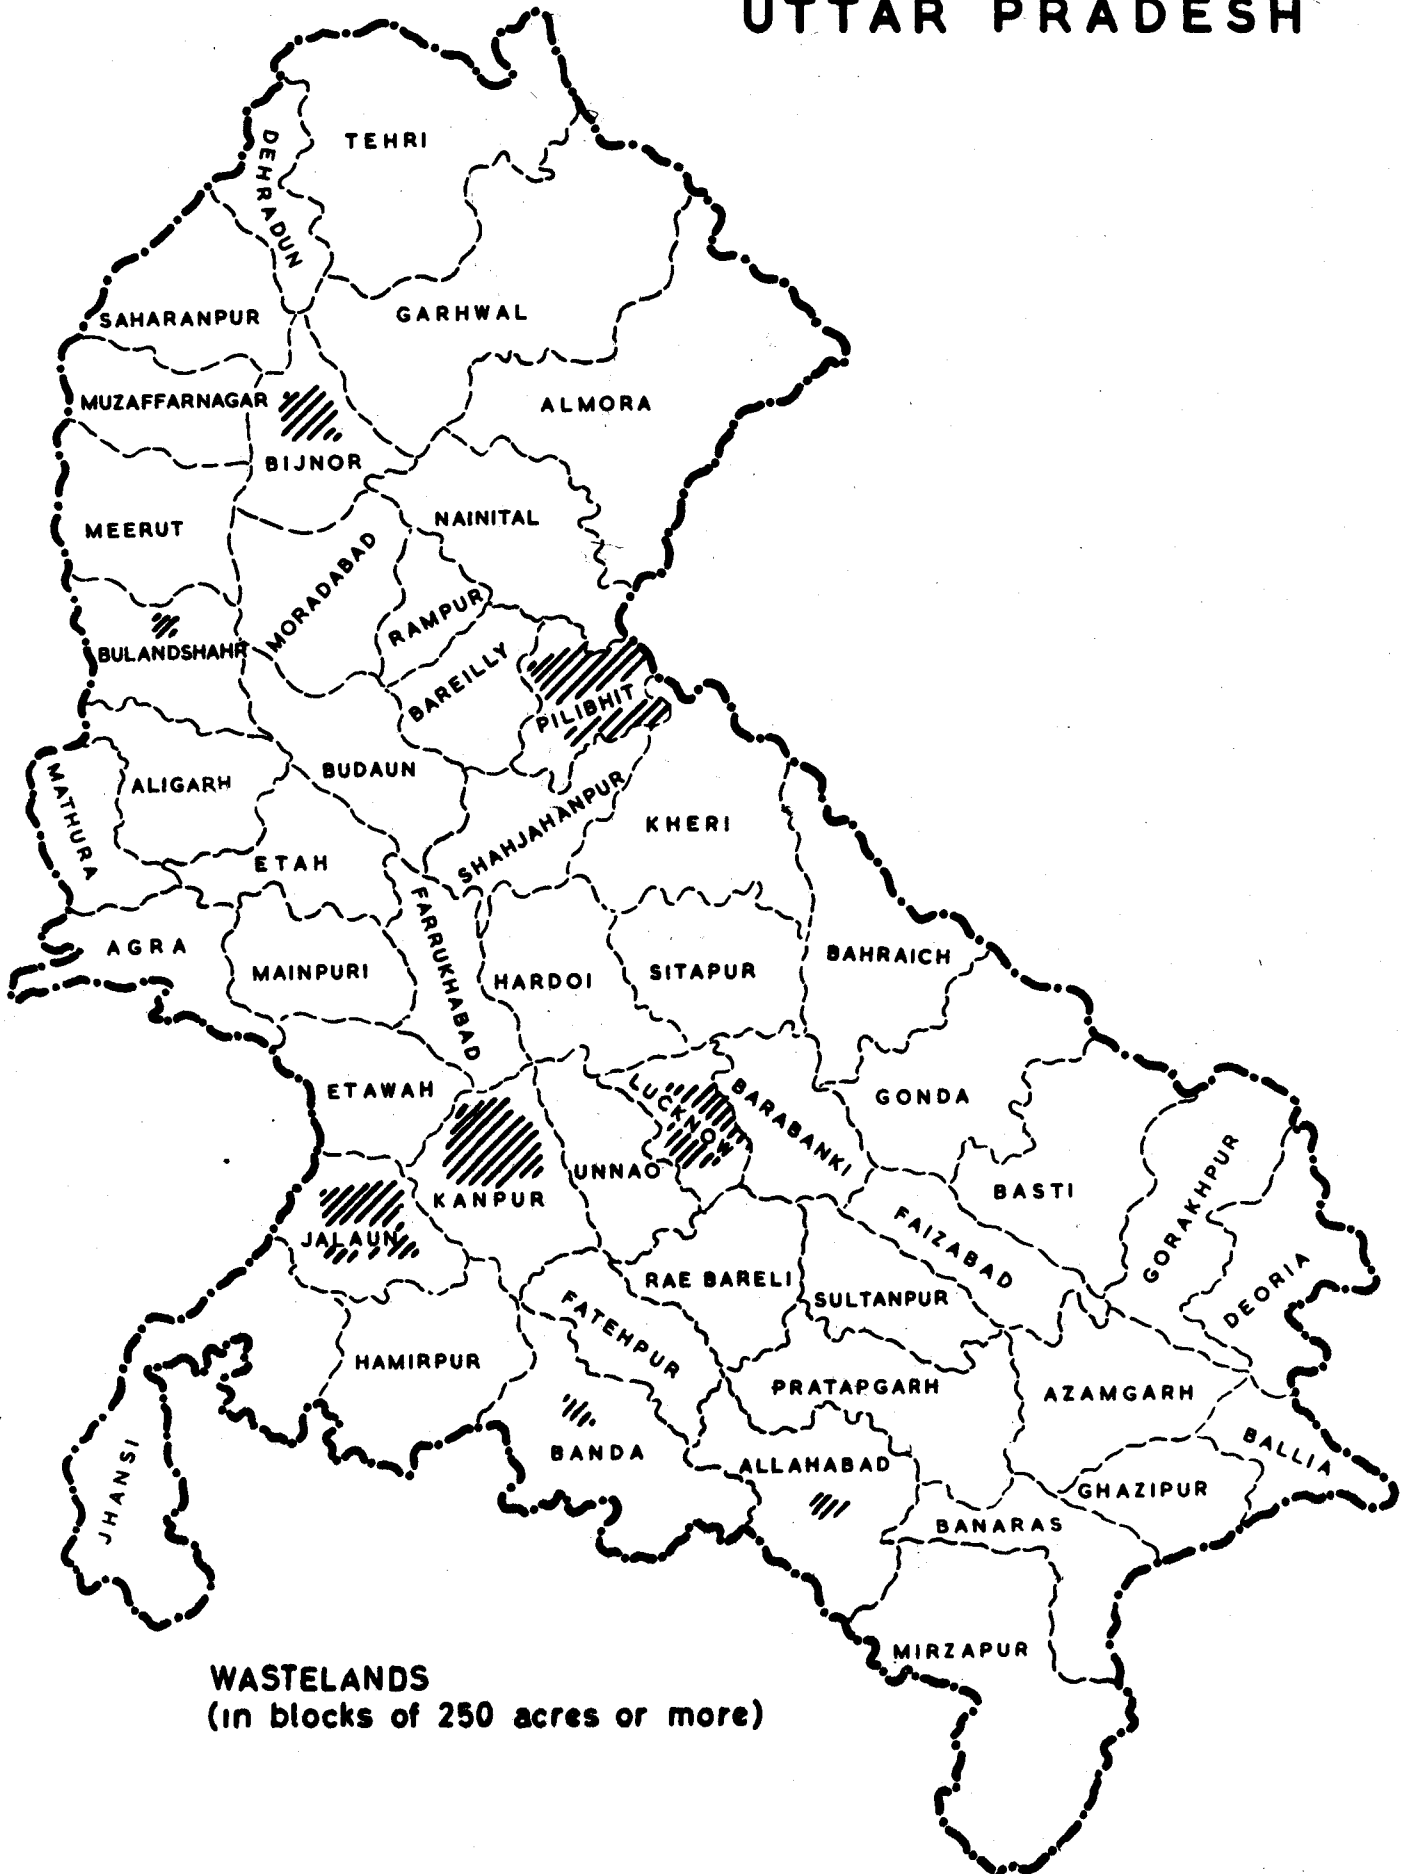 UTTAR PRADESH
TEHRI
DEHRADUN
SAHARANPUR
GARHWAL
MUZAFFARNAGAR
ALMORA
BIJNOR
MEERUT
NAINITAL
MORADABAD
RAMPUR
BULANDSHAHR
BAREILLY
PILIBHIT
MATHURA
ALIGARH
BUDAUN
SHAHJAHANPUR
KHERI
ETAH
AGRA
MAINPURI
FARRUKHABAD
HARDOI
SITAPUR
BAHRAICH
ETAWAH
LUCKNOW
BARABANKI
GONDA
KANPUR
UNNAO
BASTI
GORAKHPUR
JALAUN
FAIZABAD
DEORIA
RAE BARELI
SULTANPUR
FATEHPUR
HAMIRPUR
PRATAPGARH
AZAMGARH
BANDA
ALLAHABAD
BALLIA
GHAZIPUR
JHANSI
BANARAS
MIRZAPUR
WASTELANDS
(in blocks of 250 acres or more)